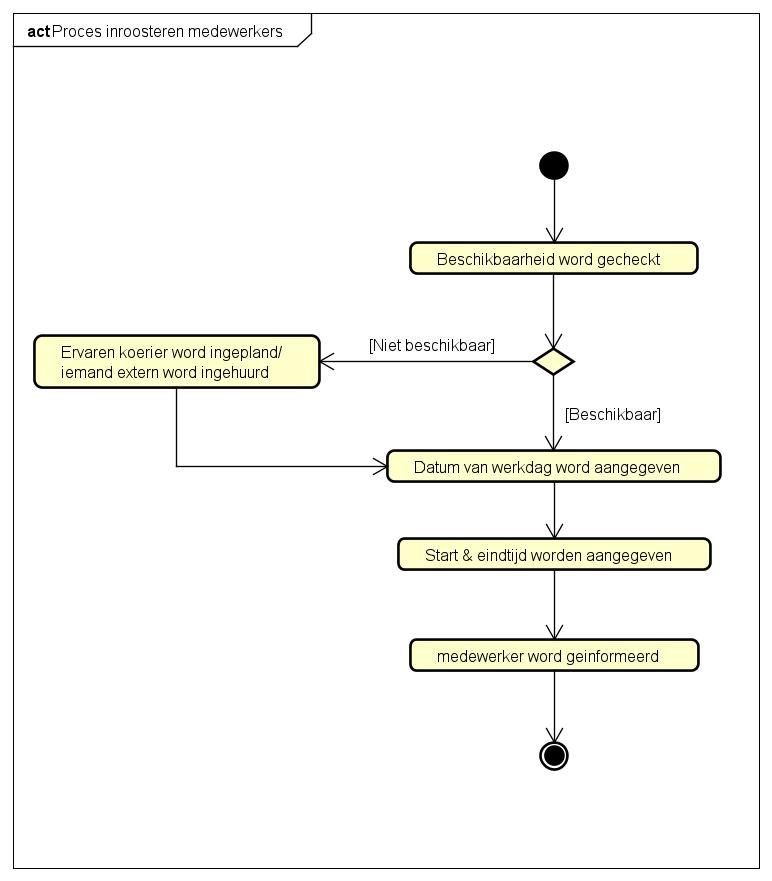 act Proces inroosteren medewerkers
Beschikbaarheid word gecheckt
[Niet beschikbaar]
Ervaren koerier word ingepland/
iemand extern word ingehuurd
[Beschikbaar]
Datum van werkdag word aangegeven
Start & eindtijd worden aangegeven
medewerker word geinformeerd